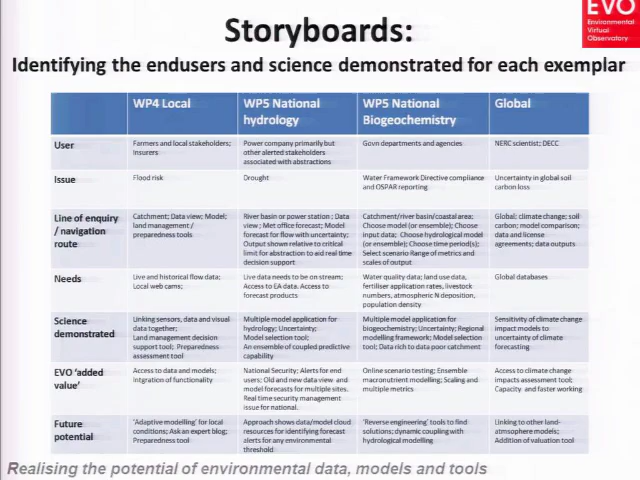 EVO
Environmental
Virtual
Observatory
Storyboards:
Identifying the endusers and science demonstrated for each exemplar
WP4 Local
WP5 National
hydrology
WP5 National
Biogeochemistry
Global
User
Farmers and local stakeholders;
Insurers
Power company primarily but
other alerted stakeholders
associated with abstractions
Govn departments and agencies
NERC scientist; DECC
Issue
Flood risk
Drought
Water Framework Directive compliance
and OSPAR reporting
Uncertainty in global soil
carbon loss
Line of enquiry
/ navigation
route
Catchment; Data view; Model;
land management /
preparedness tools
River basin or power station ; Data
view ; Met office forecast; Model
forecast for flow with uncertainty;
Output shown relative to critical
limit for abstraction to aid real time
decision support
Catchment/river basin/coastal area;
Choose model (or ensemble); Choose
input data; Choose hydrological model
(or ensemble); Choose time period(s);
Select scenario Range of metrics and
scales of output
Global; climate change; soil
carbon; model comparison;
data and license
agreements; data outputs
Needs
Live and historical flow data;
Local web cams;
Live data needs to be on stream;
Access to EA data. Access to
forecast products
Water quality data; land use data,
fertiliser application rates, livestock
numbers, atmospheric N deposition,
population density
Global databases
Science
demonstrated
Linking sensors, data and visual
data together;
Land management decision
support tool; Preparedness
assessment tool
Multiple model application for
hydrology; Uncertainty;
Model selection tool;
An ensemble of coupled predictive
capability
Multiple model application for
biogeochemistry; Uncertainty; Regional
modelling framework; Model selection
tool; Data rich to data poor catchment
Sensitivity of climate change
impact models to
uncertainty of climate
forecasting
EVO 'added
value'
Access to data and models;
Intgration of functionality
National Security; Alerts for end
users; Old and new data view and
model forecasts for multiple sites.
Real time security management
issue for national.
Online scenario testing; Ensemble
macronutrient modelling; Scaling and
multiple metrics
Access to climate change
impacts assessment tool;
Capacity and faster working
Future
potential
'Adaptive modelling' for local
conditions; Ask an expert blog;
Preparedness tool
Approach shows data/model cloud
resources for identifying forecast
alerts for any environmental
threshold
'Reverse engineering' tools to find
solutions; dynamic coupling with
hydrological modelling
Linking to other land-
atmsophere models;
Addition of valuation tool
Realising the potential of environmental data, models and tools